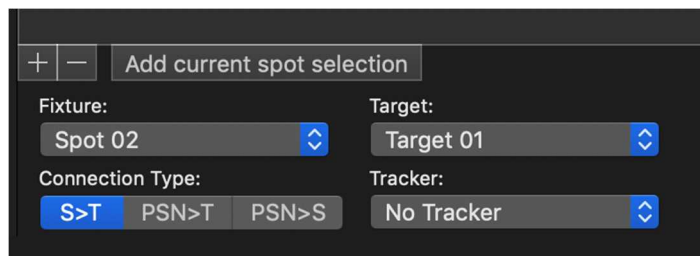 + − Add current spot selection
Fixture: Target:
Spot 02 Target 01
Connection Type: Tracker:
S>T PSN>T PSN>S No Tracker